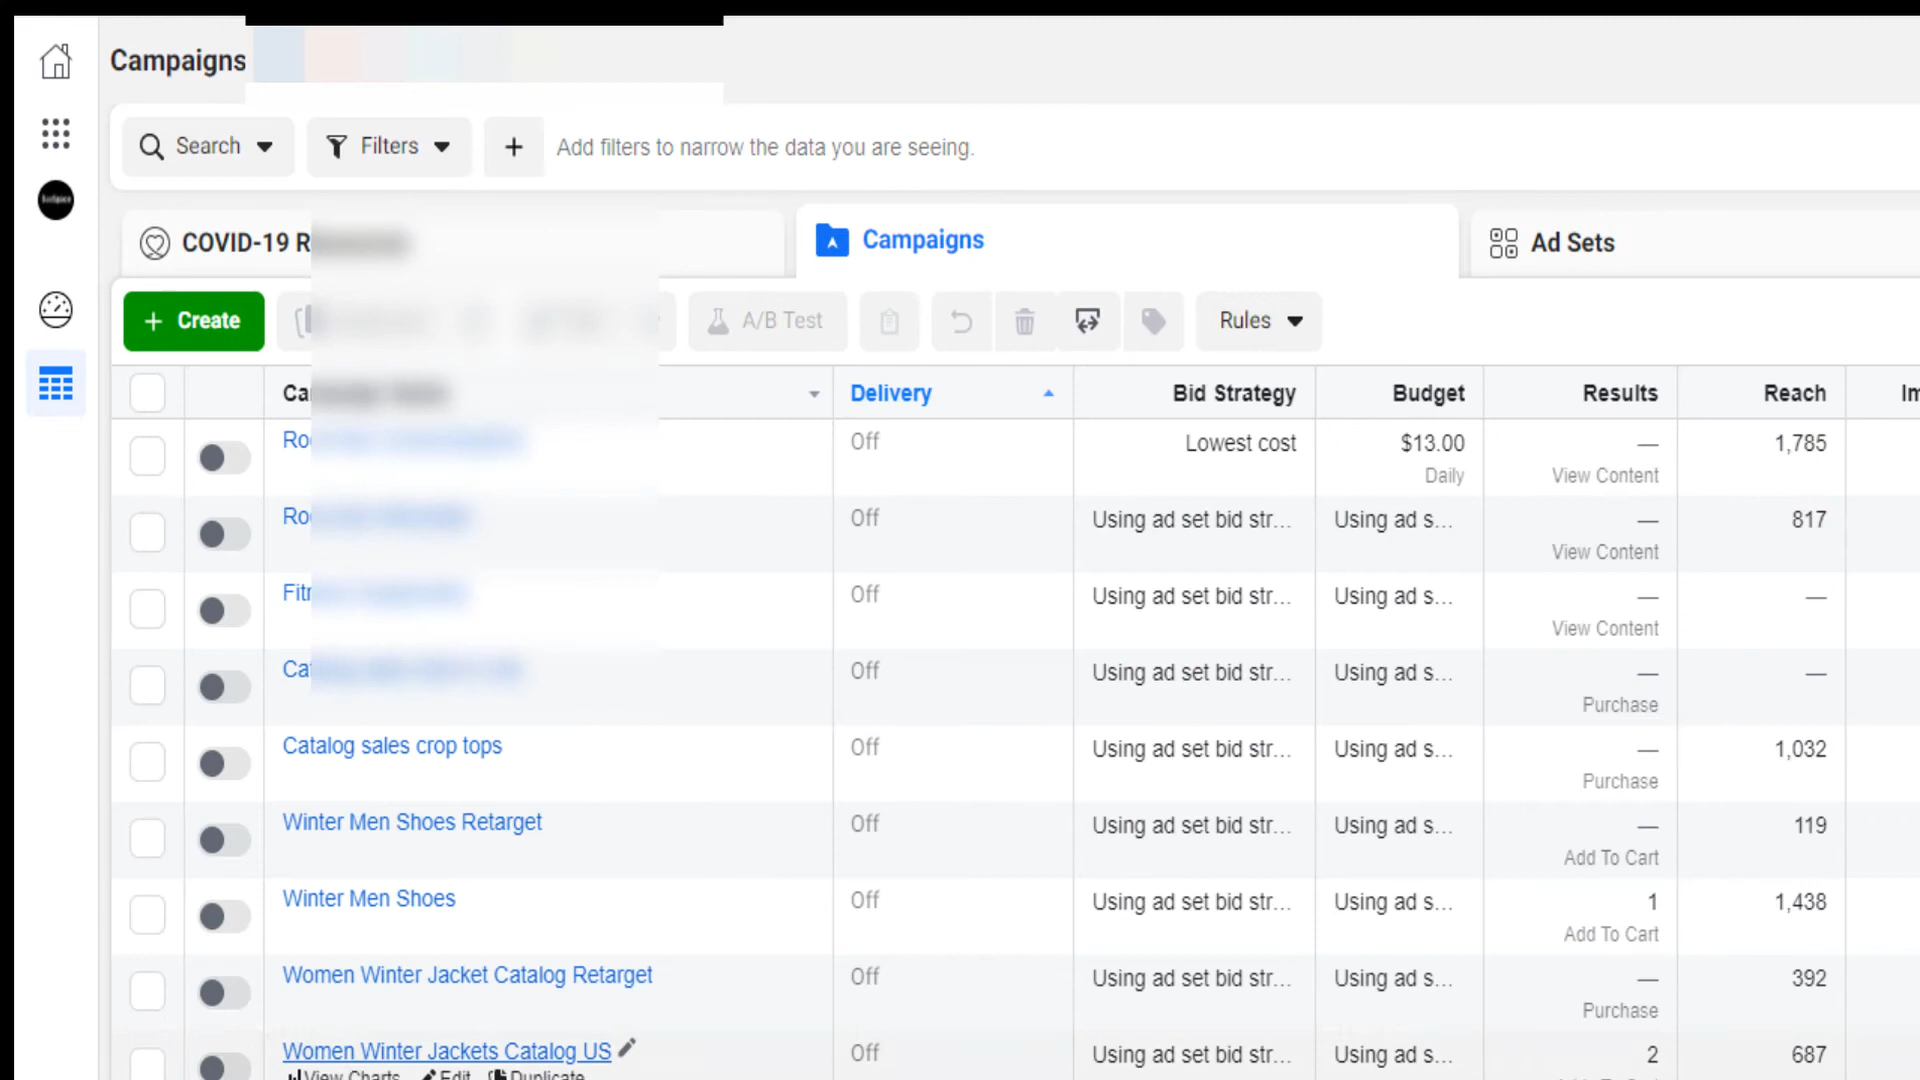 Campaigns
Search
Filters
+
Add filters to narrow the data you are seeing.
COVID-19
Campaigns
Ad Sets
+ Create
A/B Test
Rules
Delivery
Bid Strategy
Budget
Results
Reach
Off
Lowest cost
$13.00
Daily
—
View Content
1,785
Off
Using ad set bid str...
Using ad s...
—
View Content
817
Off
Using ad set bid str...
Using ad s...
—
View Content
—
Off
Using ad set bid str...
Using ad s...
—
Purchase
—
Catalog sales crop tops
Off
Using ad set bid str...
Using ad s...
—
Purchase
1,032
Winter Men Shoes Retarget
Off
Using ad set bid str...
Using ad s...
—
Add To Cart
119
Winter Men Shoes
Off
Using ad set bid str...
Using ad s...
1
Add To Cart
1,438
Women Winter Jacket Catalog Retarget
Off
Using ad set bid str...
Using ad s...
—
Purchase
392
Women Winter Jackets Catalog US
Off
Using ad set bid str...
Using ad s...
2
687
View Charts
Edit
Duplicate